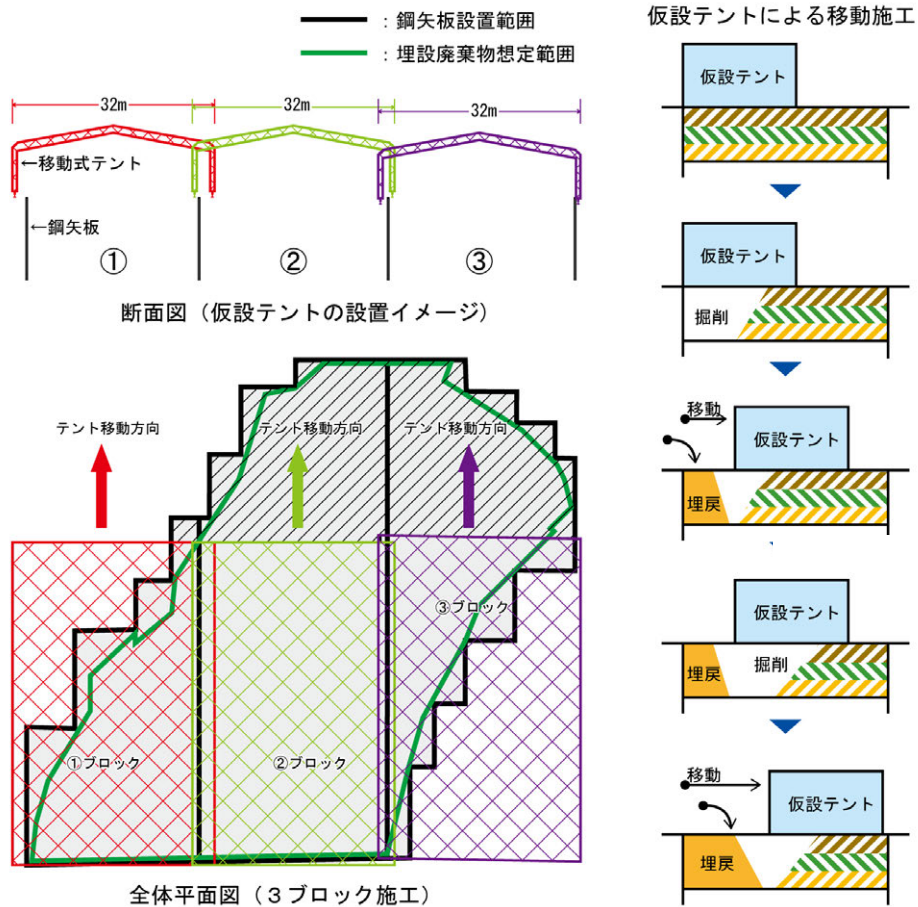 ：鋼矢板設置範囲
：埋設廃棄物想定範囲
32m
32m
32m
←移動式テント
←鋼矢板
①
②
③
断面図（仮設テントの設置イメージ）
テント移動方向
テント移動方向
テント移動方向
③ブロック
①ブロック
②ブロック
全体平面図（３ブロック施工）
仮設テントによる移動施工
仮設テント
仮設テント
掘削
移動
仮設テント
埋戻
仮設テント
埋戻
掘削
移動
仮設テント
埋戻